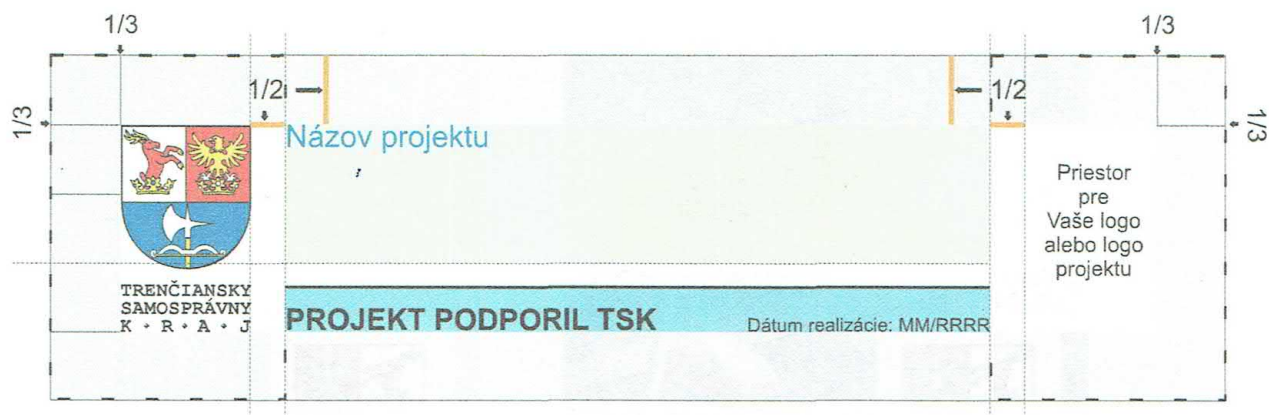 1/3
1/3
1/2
1/2
1/3
1/3
Názov projektu
Priestor
pre
Vaše logo
alebo logo
projektu
TRENČIANSKY
SAMOSPRÁVNY
K • R • A • J
PROJEKT PODPORIL TSK
Dátum realizácie: MM/RRRR